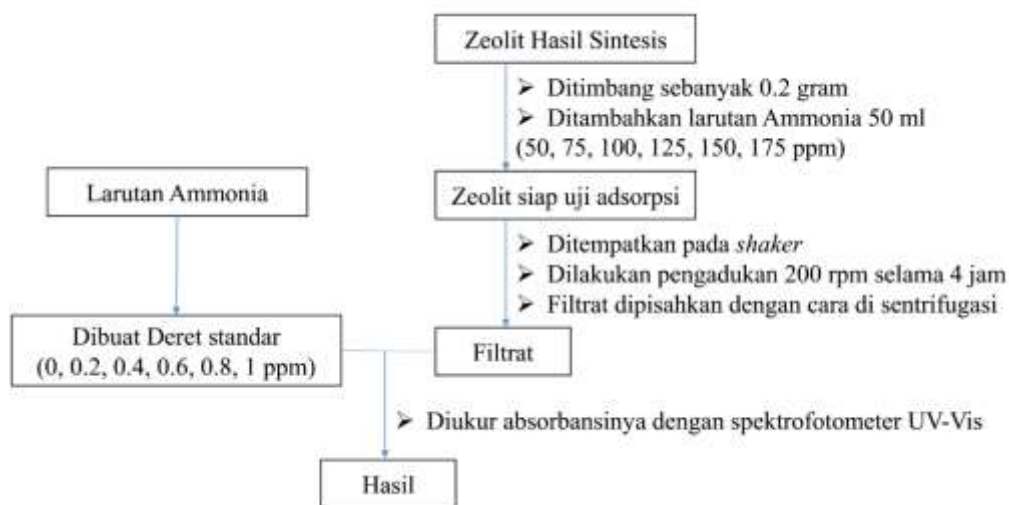 Zeolit Hasil Sintesis
➢ Ditimbang sebanyak 0.2 gram
➢ Ditambahkan larutan Ammonia 50 ml
(50, 75, 100, 125, 150, 175 ppm)
Larutan Ammonia
Zeolit siap uji adsorpsi
➢ Ditempatkan pada shaker
➢ Dilakukan pengadukan 200 rpm selama 4 jam
➢ Filtrat dipisahkan dengan cara di sentrifugasi
Dibuat Deret standar
(0, 0.2, 0.4, 0.6, 0.8, 1 ppm)
Filtrat
➢ Diukur absorbansinya dengan spektrofotometer UV-Vis
Hasil